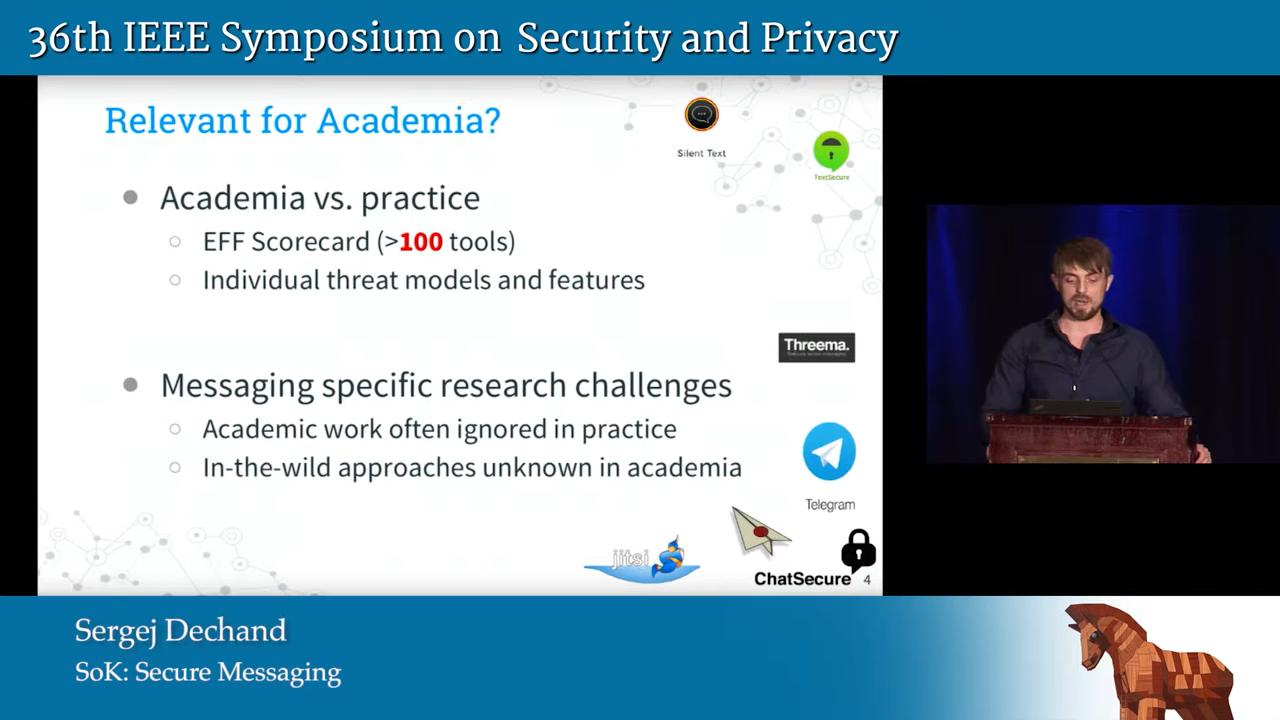 36th IEEE Symposium on Security and Privacy
Relevant for Academia?
Silent Text
TextSecure
Academia vs. practice
EFF Scorecard (>100 tools)
Individual threat models and features
Threema.
Messaging specific research challenges
Academic work often ignored in practice
In-the-wild approaches unknown in academia
Telegram
jitsi
ChatSecure
4
Sergej Dechand
SoK: Secure Messaging